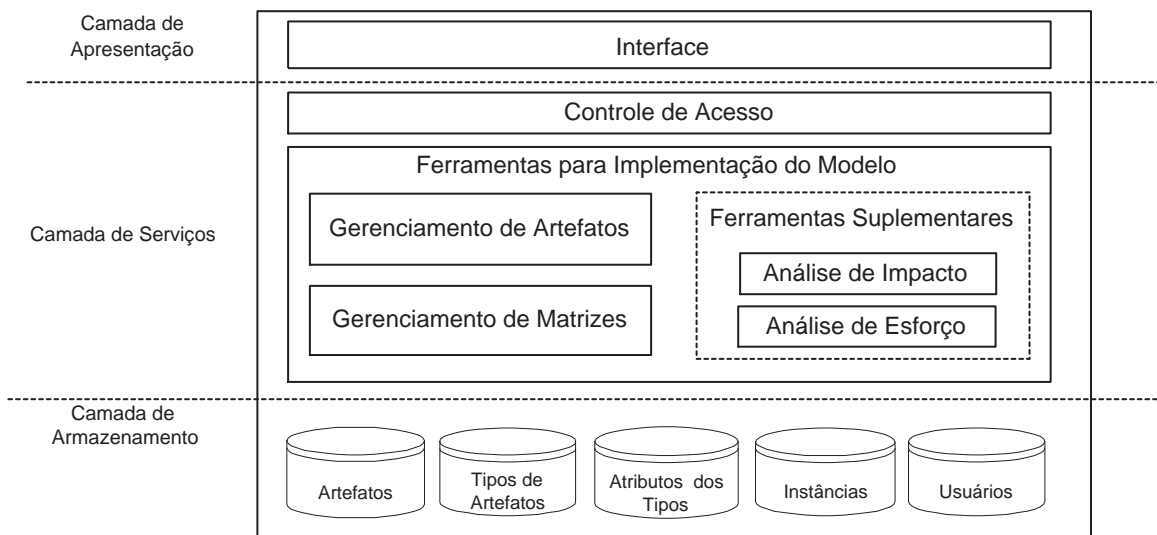 Camada de
Apresentação
Interface
Controle de Acesso
Ferramentas para Implementação do Modelo
Camada de Serviços
Gerenciamento de Artefatos
Gerenciamento de Matrizes
Ferramentas Suplementares
Análise de Impacto
Análise de Esforço
Camada de
Armazenamento
Artefatos
Tipos de
Artefatos
Atributos dos
Tipos
Instâncias
Usuários